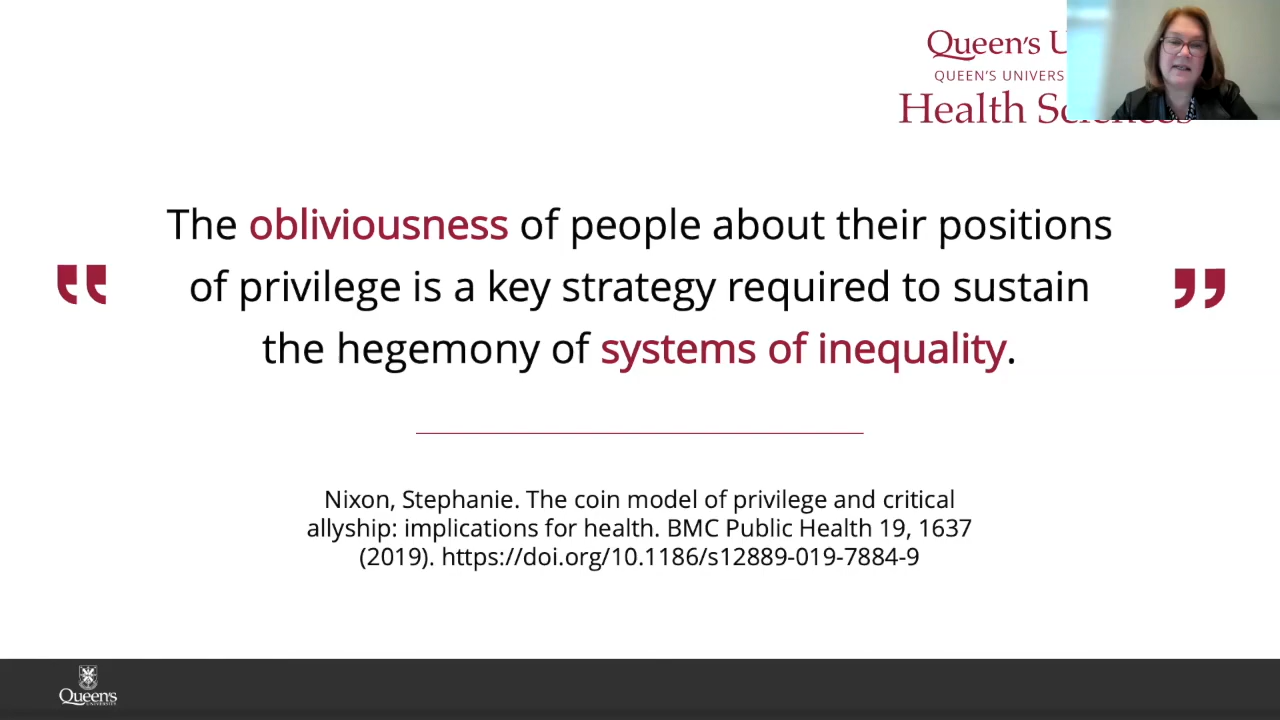 Queen's
QUEEN'S
Health
The obliviousness of people about their positions
of privilege is a key strategy required to sustain
the hegemony of systems of inequality.
Nixon, Stephanie. The coin model of privilege and critical
allyship: implications for health. BMC Public Health 19, 1637
(2019). https://doi.org/10.1186/s12889-019-7884-9
Queen's
UNIVERSITY